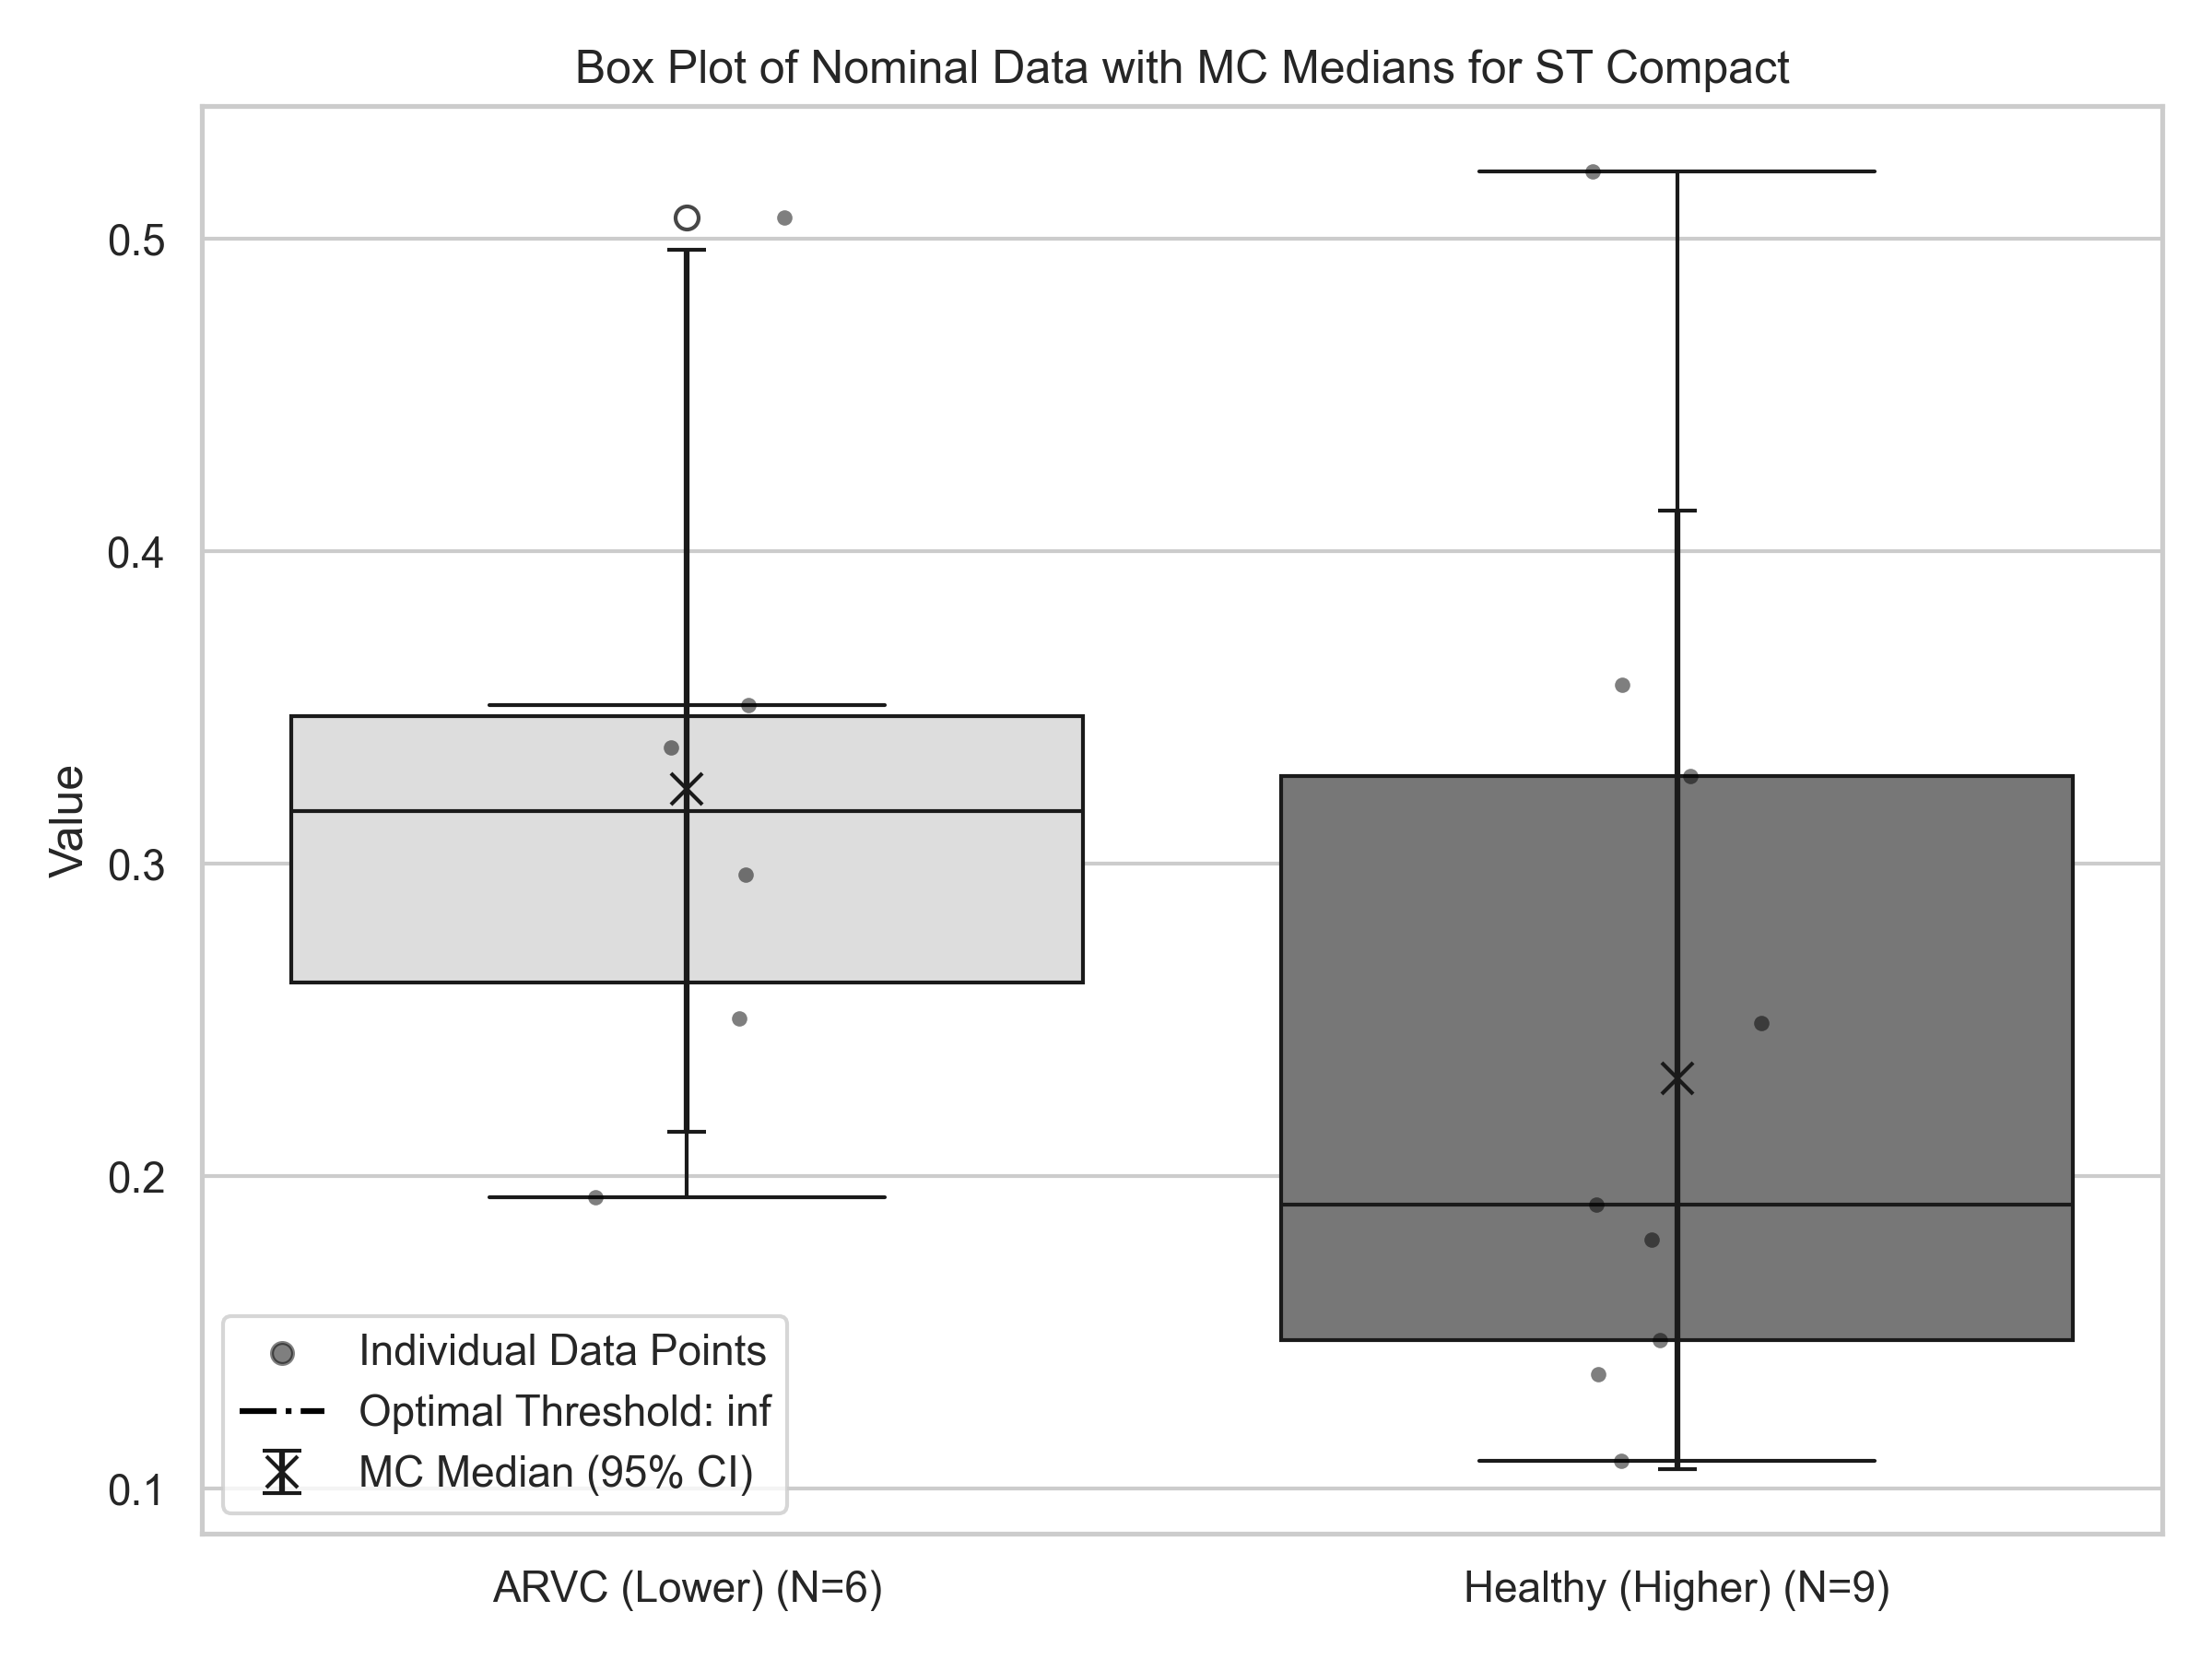 Box Plot of Nominal Data with MC Medians for ST Compact
Value
0.5
0.4
0.3
0.2
0.1
Individual Data Points
Optimal Threshold: inf
MC Median (95% CI)
ARVC (Lower) (N=6)
Healthy (Higher) (N=9)